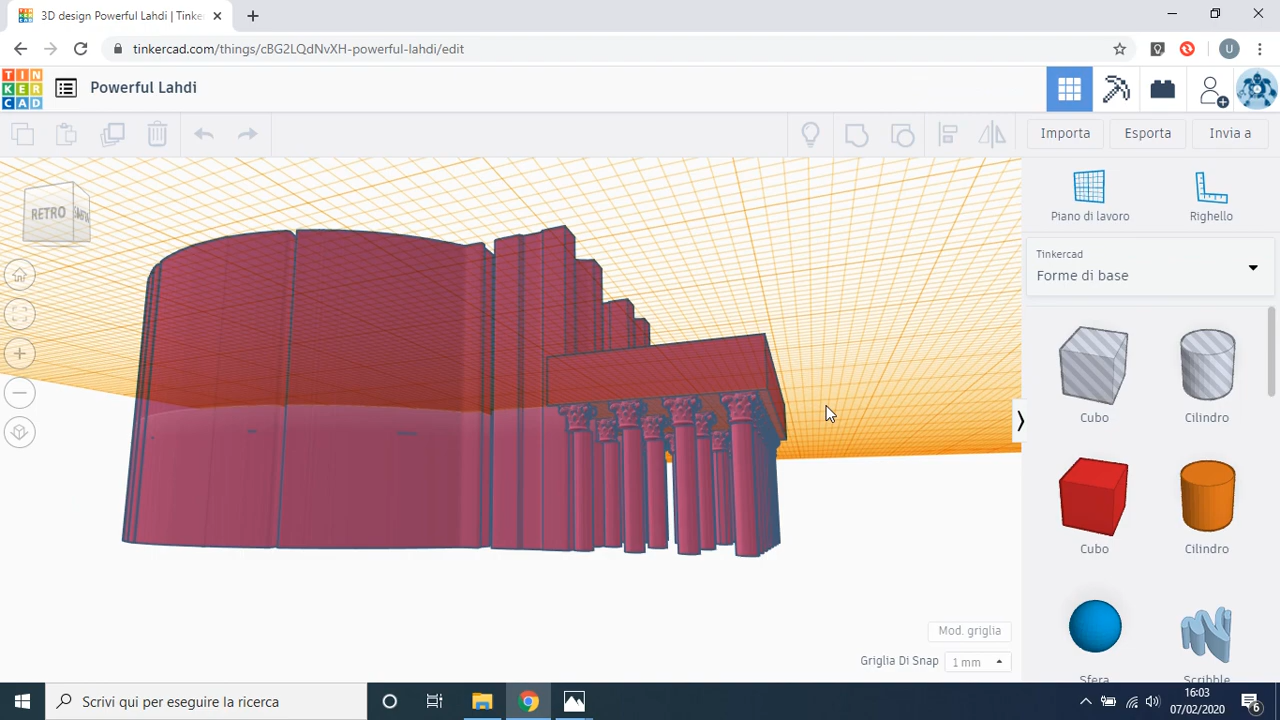 3D design Powerful Lahdi | Tinke
tinkercad.com/things/cBG2LQdNvXH-powerful-lahdi/edit
U
TIN
KER
CAD
Powerful Lahdi
Importa
Esporta
Invia a
RETRO
Piano di lavoro
Righello
Tinkercad
Forme di base
Cubo
Cilindro
Cubo
Cilindro
Sfera
Scribble
Mod. griglia
Griglia Di Snap
1 mm
Scrivi qui per eseguire la ricerca
16:03
07/02/2020
6